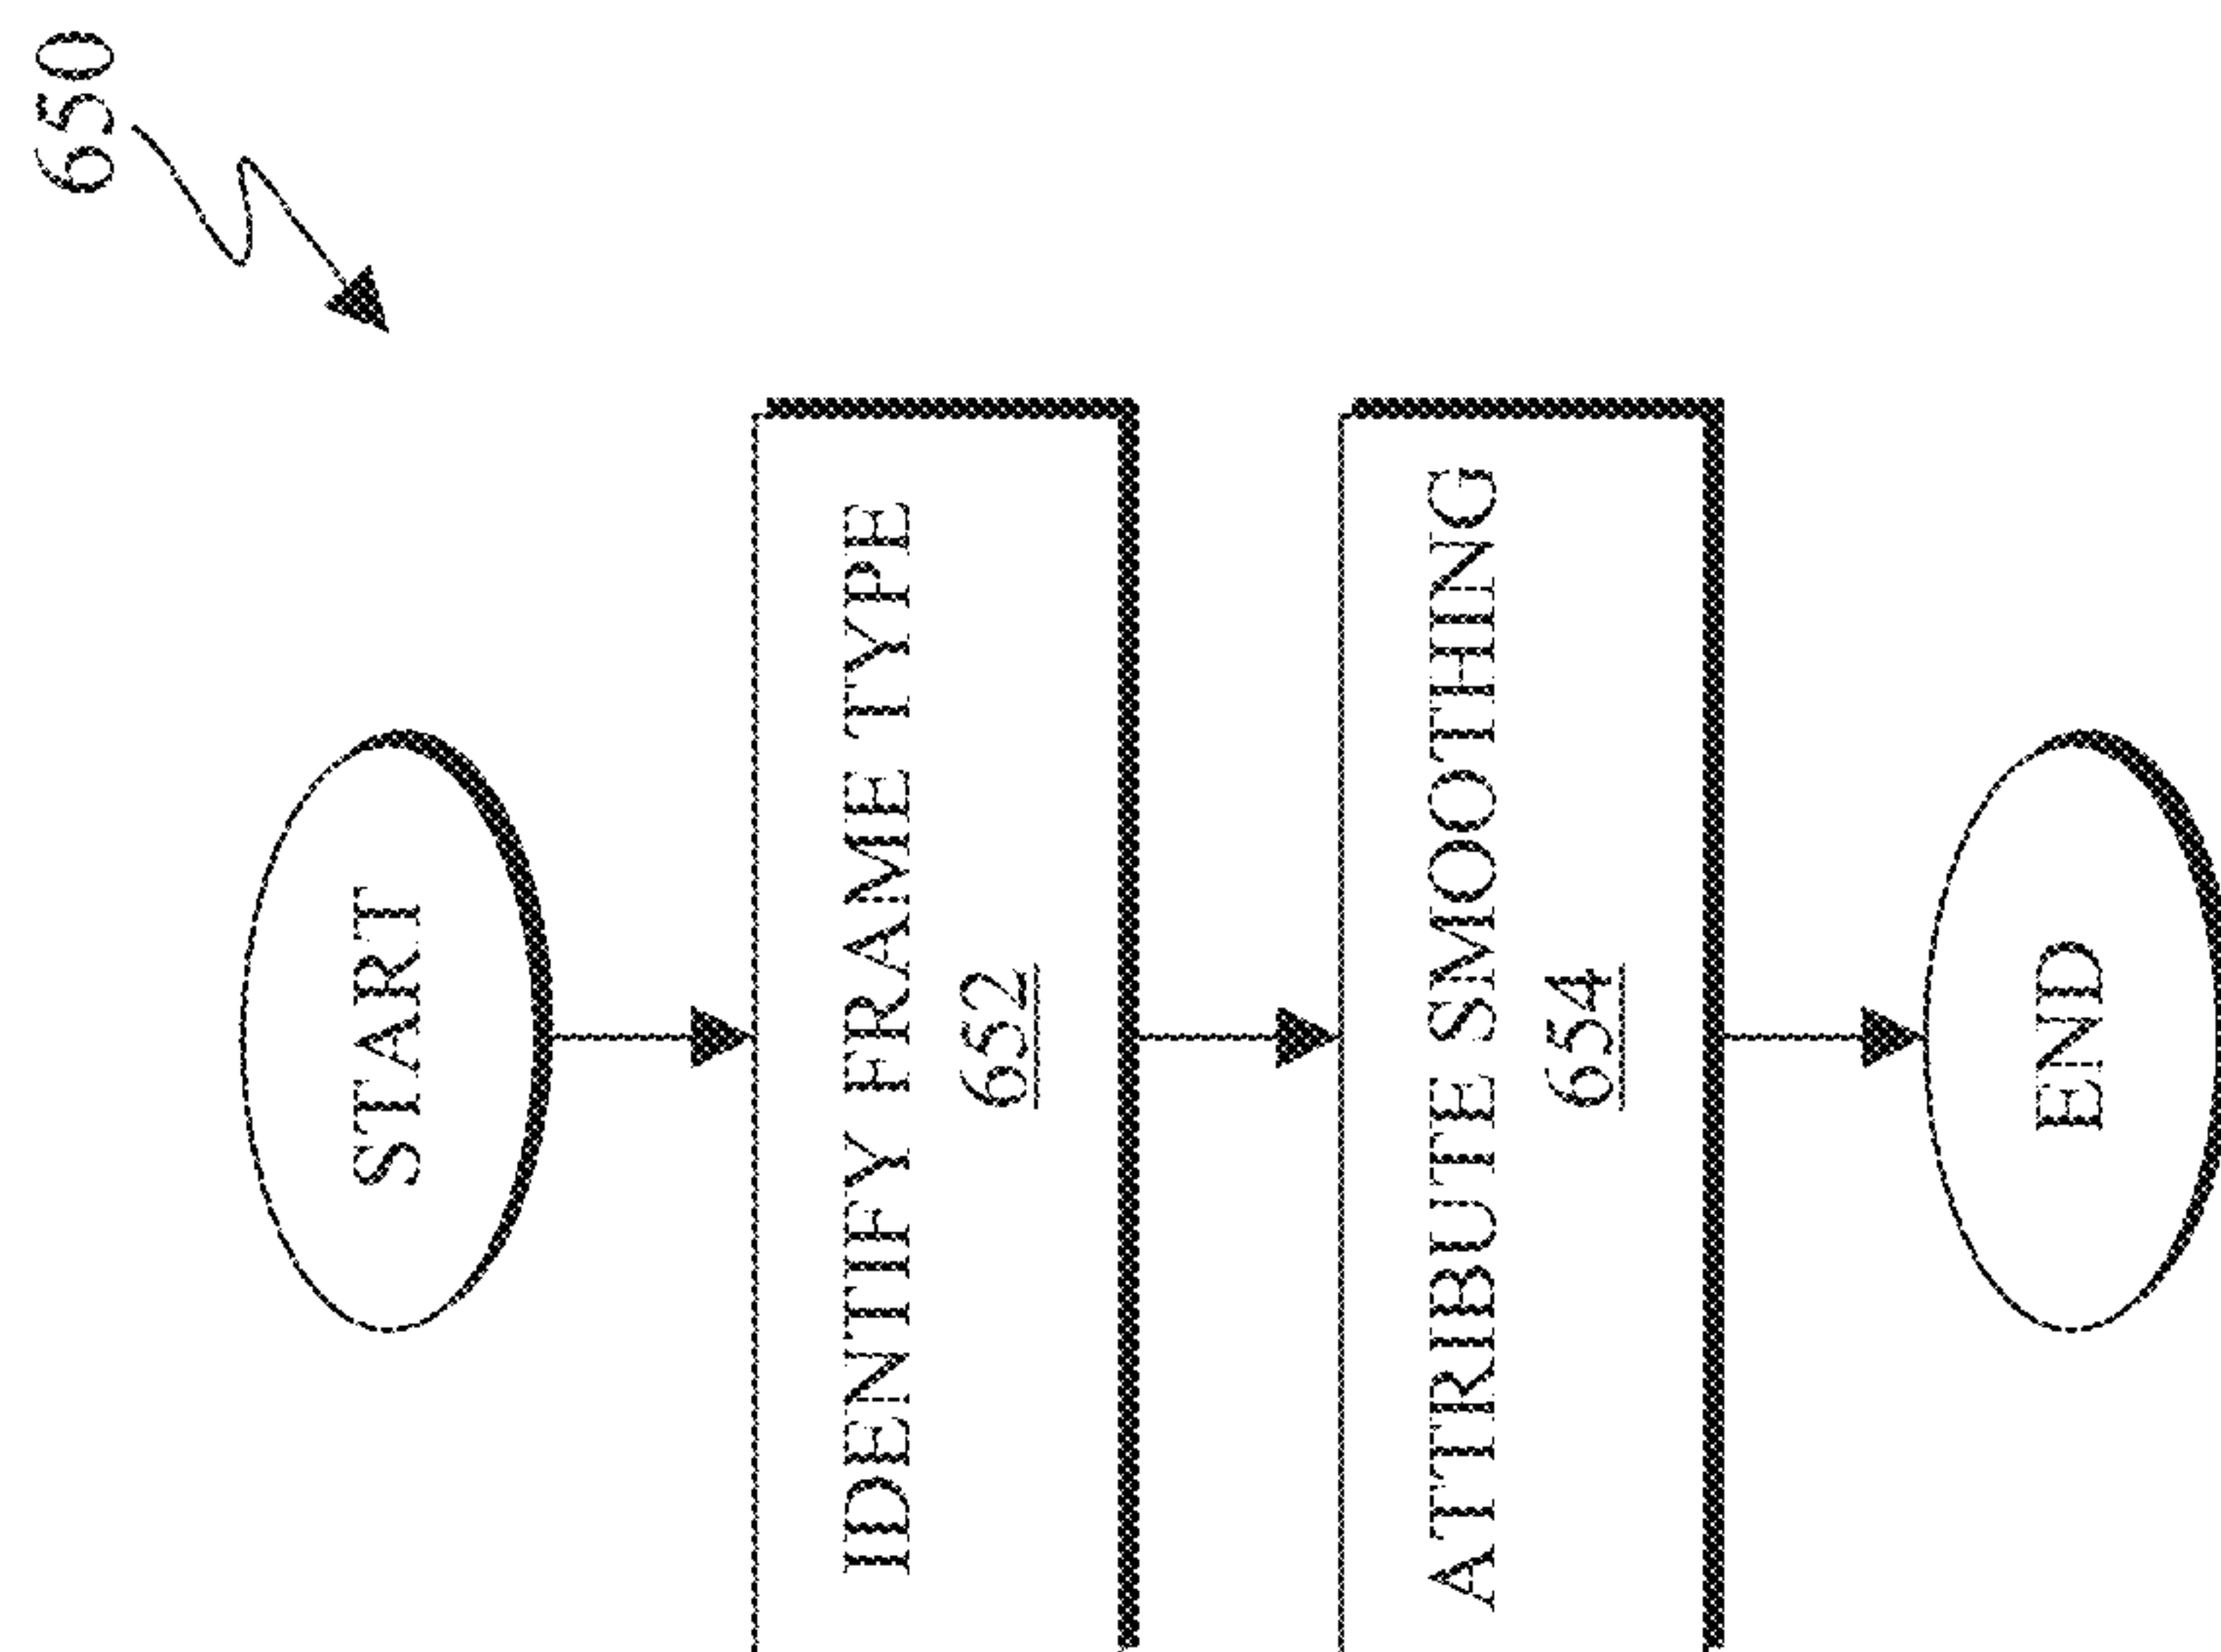 650
START
IDENTIFY FRAME TYPE
652
ATTRIBUTE SMOOTHING
654
END